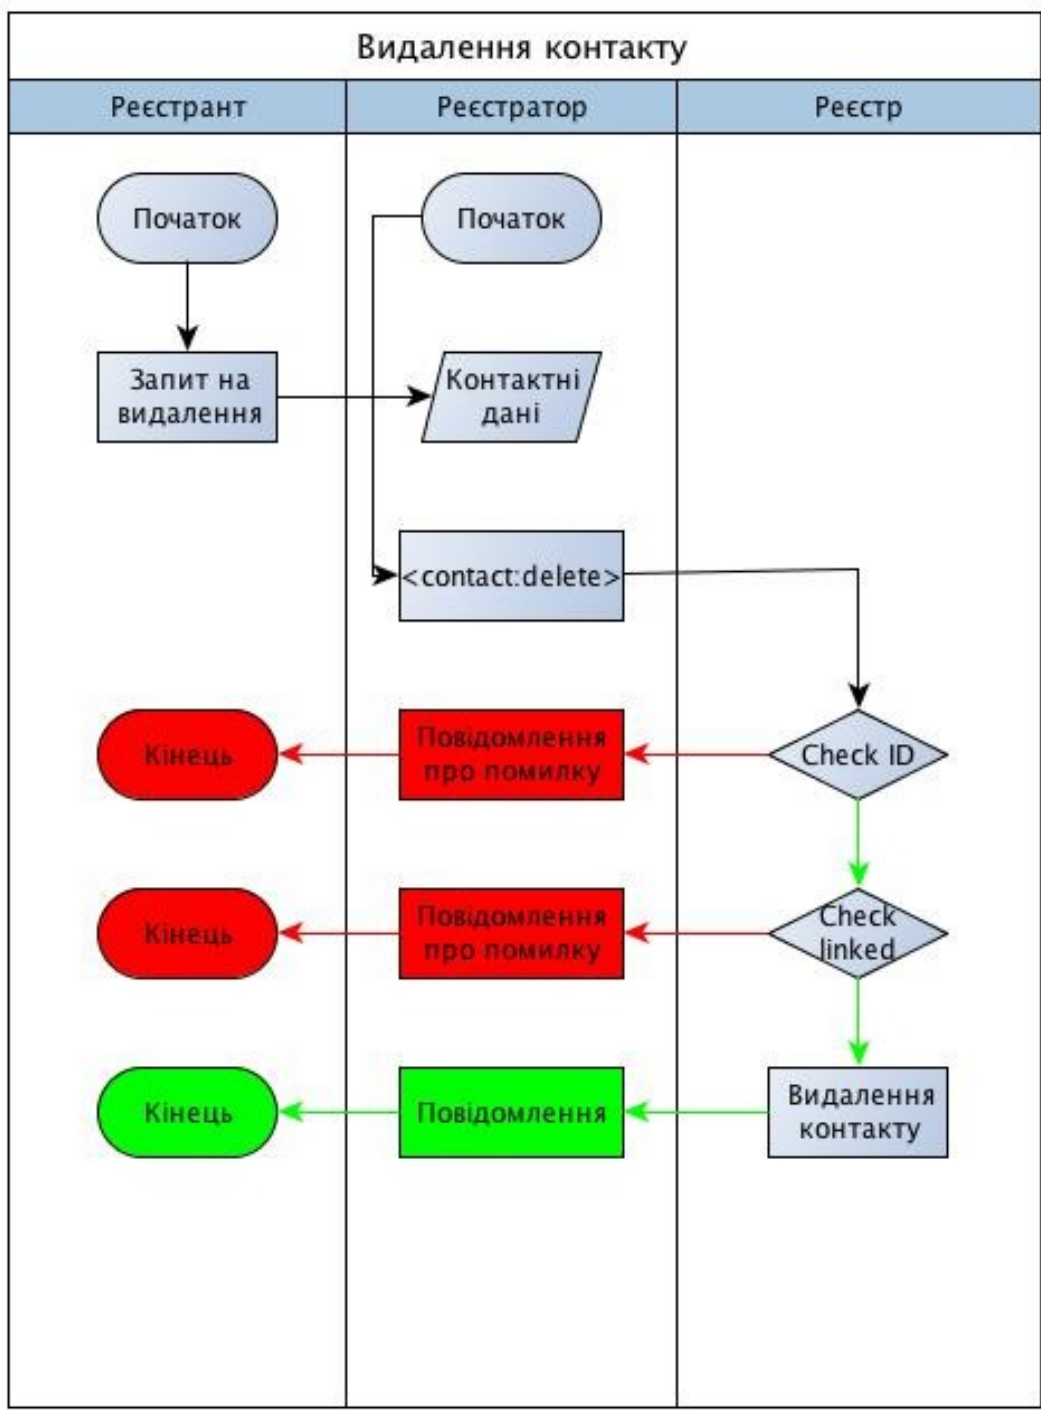 Видалення контакту
Реєстрант
Реєстратор
Реєстр
Початок
Початок
Запит на
видалення
Контактні
дані
<contact:delete>
Кінець
Повідомлення
про помилку
Check ID
Кінець
Повідомлення
про помилку
Check
linked
Кінець
Повідомлення
Видалення
контакту